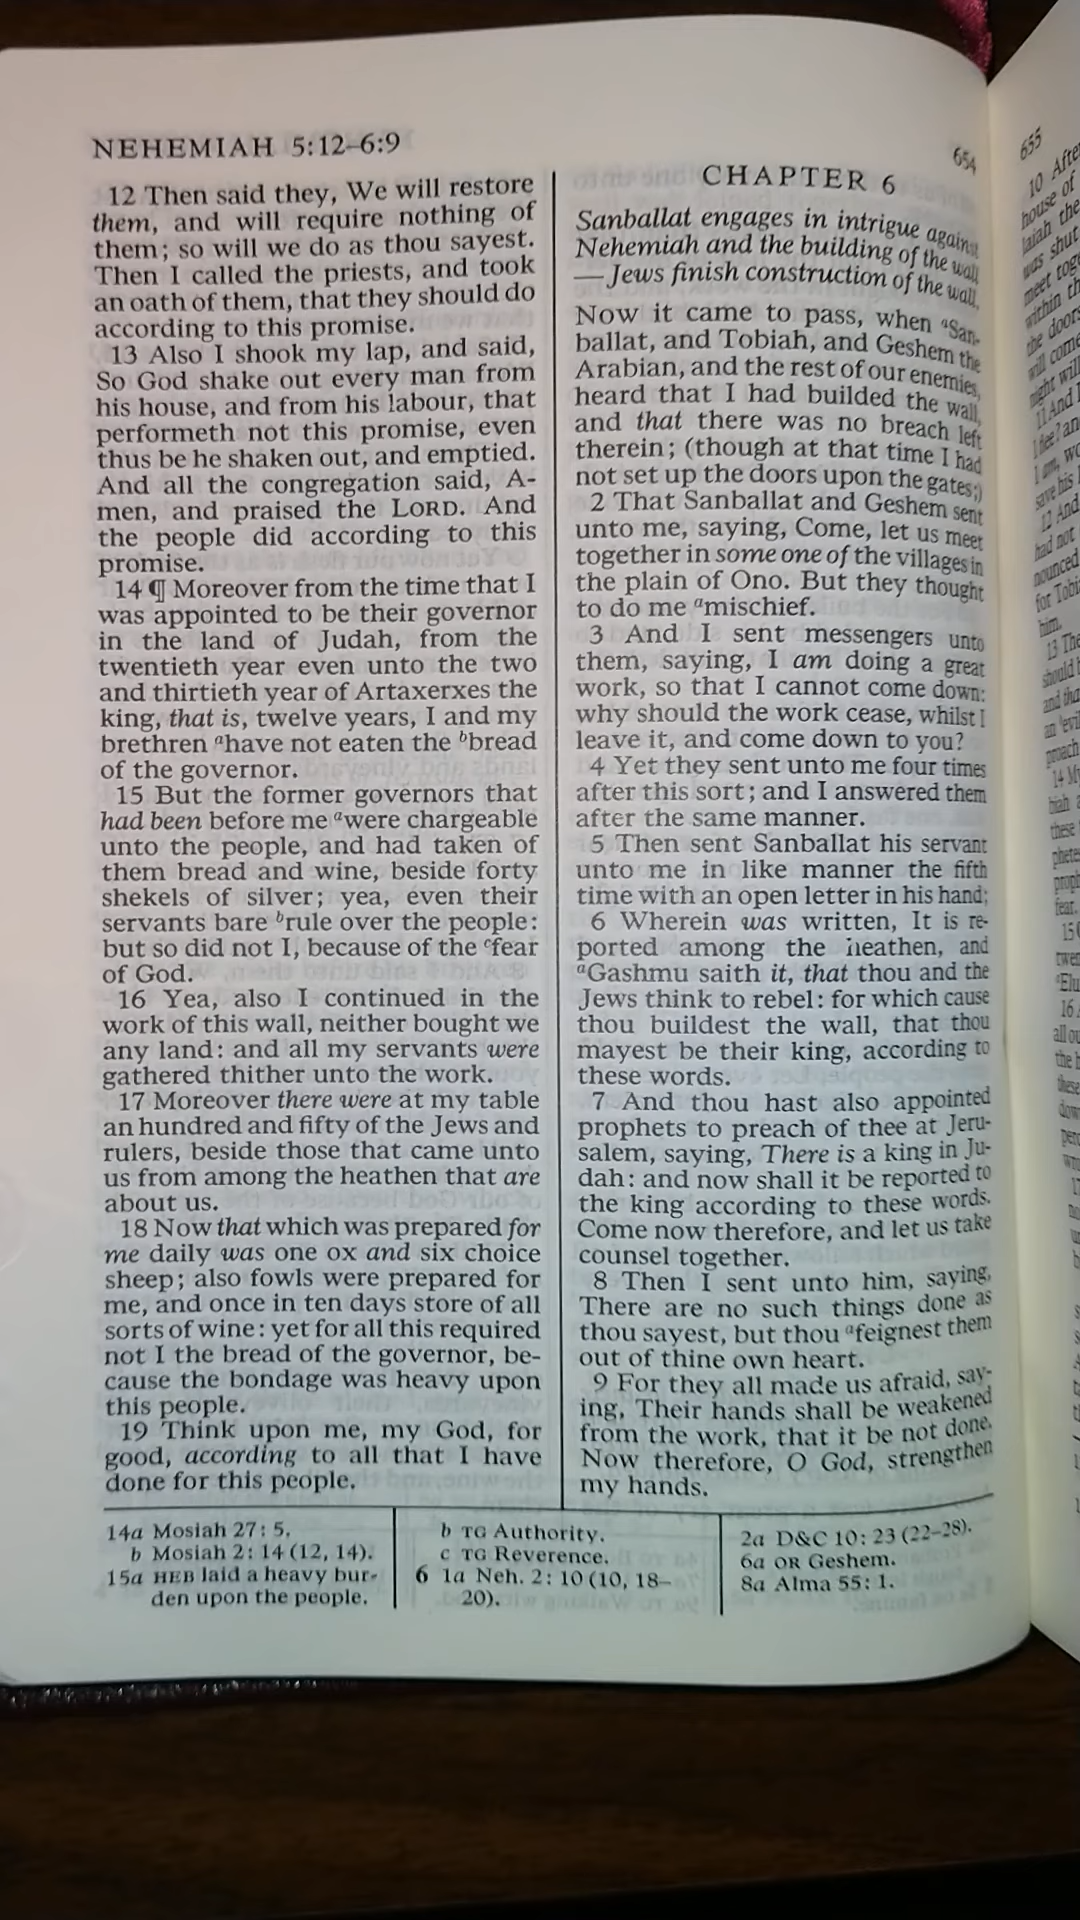 NEHEMIAH 5:12–6:9
654
12 Then said they, We will restore
them, and will require nothing of
them; so will we do as thou sayest.
Then I called the priests, and took
an oath of them, that they should do
according to this promise.
13 Also I shook my lap, and said,
So God shake out every man from
his house, and from his labour, that
performeth not this promise, even
thus be he shaken out, and emptied.
And all the congregation said, A-
men, and praised the LORD. And
the people did according to this
promise.
14 ¶ Moreover from the time that I
was appointed to be their governor
in the land of Judah, from the
twentieth year even unto the two
and thirtieth year of Artaxerxes the
king, that is, twelve years, I and my
brethren ahave not eaten the bbread
of the governor.
15 But the former governors that
had been before me awere chargeable
unto the people, and had taken of
them bread and wine, beside forty
shekels of silver; yea, even their
servants bare brule over the people:
but so did not I, because of the cfear
of God.
16 Yea, also I continued in the
work of this wall, neither bought we
any land: and all my servants were
gathered thither unto the work.
17 Moreover there were at my table
an hundred and fifty of the Jews and
rulers, beside those that came unto
us from among the heathen that are
about us.
18 Now that which was prepared for
me daily was one ox and six choice
sheep; also fowls were prepared for
me, and once in ten days store of all
sorts of wine: yet for all this required
not I the bread of the governor, be-
cause the bondage was heavy upon
this people.
19 Think upon me, my God, for
good, according to all that I have
done for this people.
CHAPTER 6
Sanballat engages in intrigue against
Nehemiah and the building of the wall
— Jews finish construction of the wall.
Now it came to pass, when aSan-
ballat, and Tobiah, and Geshem the
Arabian, and the rest of our enemies,
heard that I had builded the wall,
and that there was no breach left
therein; (though at that time I had
not set up the doors upon the gates;)
2 That Sanballat and Geshem sent
unto me, saying, Come, let us meet
together in some one of the villages in
the plain of Ono. But they thought
to do me amischief.
3 And I sent messengers unto
them, saying, I am doing a great
work, so that I cannot come down:
why should the work cease, whilst I
leave it, and come down to you?
4 Yet they sent unto me four times
after this sort; and I answered them
after the same manner.
5 Then sent Sanballat his servant
unto me in like manner the fifth
time with an open letter in his hand;
6 Wherein was written, It is re-
ported among the heathen, and
aGashmu saith it, that thou and the
Jews think to rebel: for which cause
thou buildest the wall, that thou
mayest be their king, according to
these words.
7 And thou hast also appointed
prophets to preach of thee at Jeru-
salem, saying, There is a king in Ju-
dah: and now shall it be reported to
the king according to these words.
Come now therefore, and let us take
counsel together.
8 Then I sent unto him, saying,
There are no such things done as
thou sayest, but thou afeignest them
out of thine own heart.
9 For they all made us afraid, say-
ing, Their hands shall be weakened
from the work, that it be not done.
Now therefore, O God, strengthen
my hands.
14a Mosiah 27:5.
b Mosiah 2:14 (12, 14).
15a HEB laid a heavy bur-
den upon the people.
b TG Authority.
c TG Reverence.
6 1a Neh. 2:10 (10, 18–
20).
2a D&C 10:23 (22–28).
6a OR Geshem.
8a Alma 55:1.
655
10 After
house of
was shut
within th
the doors
will come
11 And I
12 And
had not
nounced
him.
13 The
these
15
16